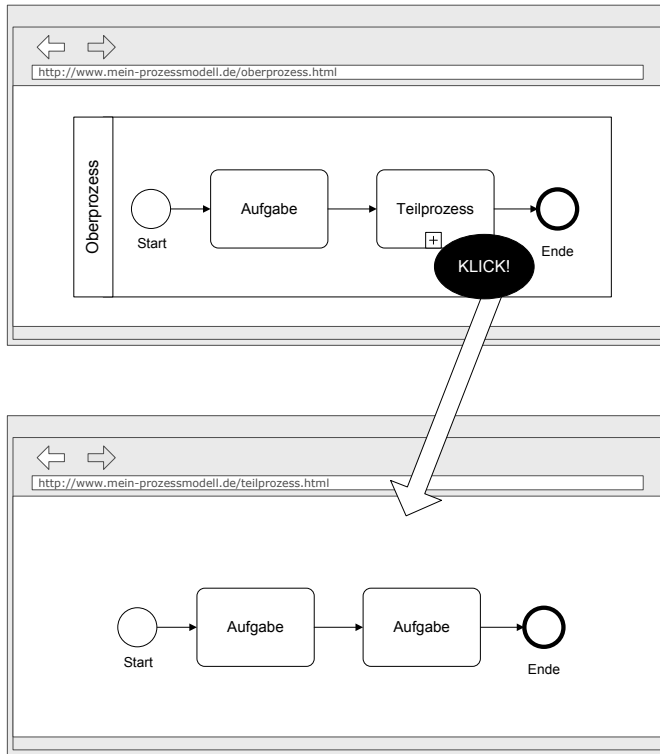 http://www.mein-prozessmodell.de/oberprozess.html
Oberprozess
Start
Aufgabe
Teilprozess
Ende
KLICK!
http://www.mein-prozessmodell.de/teilprozess.html
Start
Aufgabe
Aufgabe
Ende